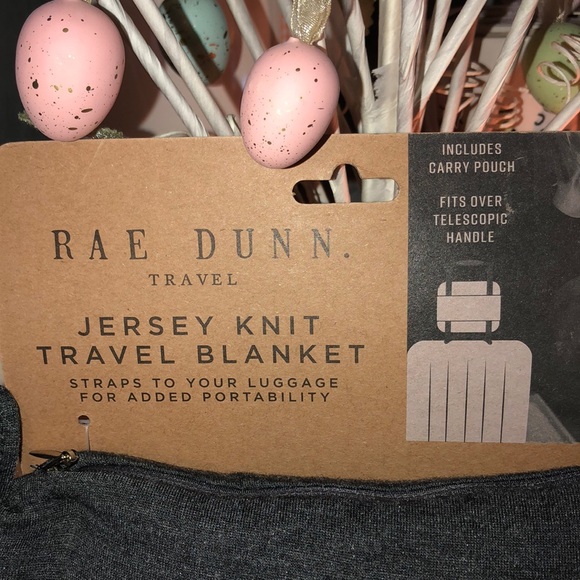 RAE DUNN.
TRAVEL
JERSEY KNIT
TRAVEL BLANKET
STRAPS TO YOUR LUGGAGE
FOR ADDED PORTABILITY
INCLUDES
CARRY POUCH
FITS OVER
TELESCOPIC
HANDLE